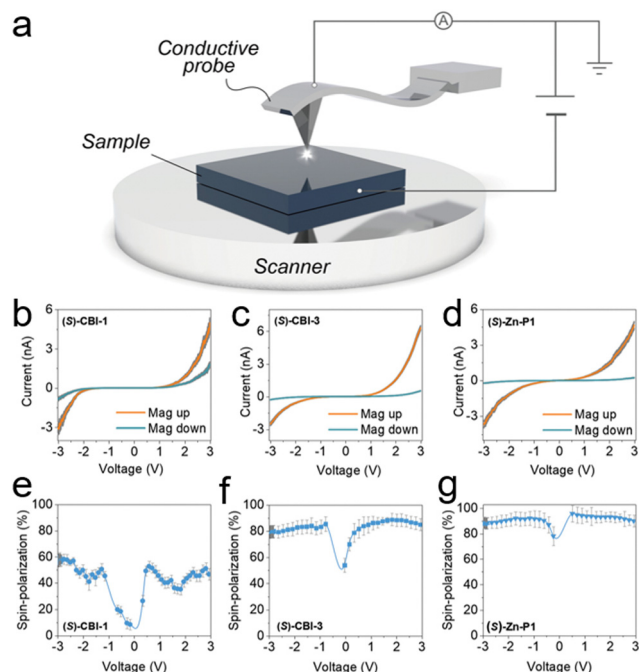 a
A
Conductive
probe
Sample
Scanner
b
(S)-CBI-1
Current (nA)
6
3
0
-3
Mag up
Mag down
-3 -2 -1 0 1 2 3
Voltage (V)
c
(S)-CBI-3
Current (nA)
6
3
0
-3
Mag up
Mag down
-3 -2 -1 0 1 2 3
Voltage (V)
d
(S)-Zn-P1
Current (nA)
6
3
0
-3
Mag up
Mag down
-3 -2 -1 0 1 2 3
Voltage (V)
e
Spin-polarization (%)
100
80
60
40
20
0
(S)-CBI-1
-3 -2 -1 0 1 2 3
Voltage (V)
f
Spin-polarization (%)
100
80
60
40
20
0
(S)-CBI-3
-3 -2 -1 0 1 2 3
Voltage (V)
g
Spin-polarization (%)
100
80
60
40
20
0
(S)-Zn-P1
-3 -2 -1 0 1 2 3
Voltage (V)